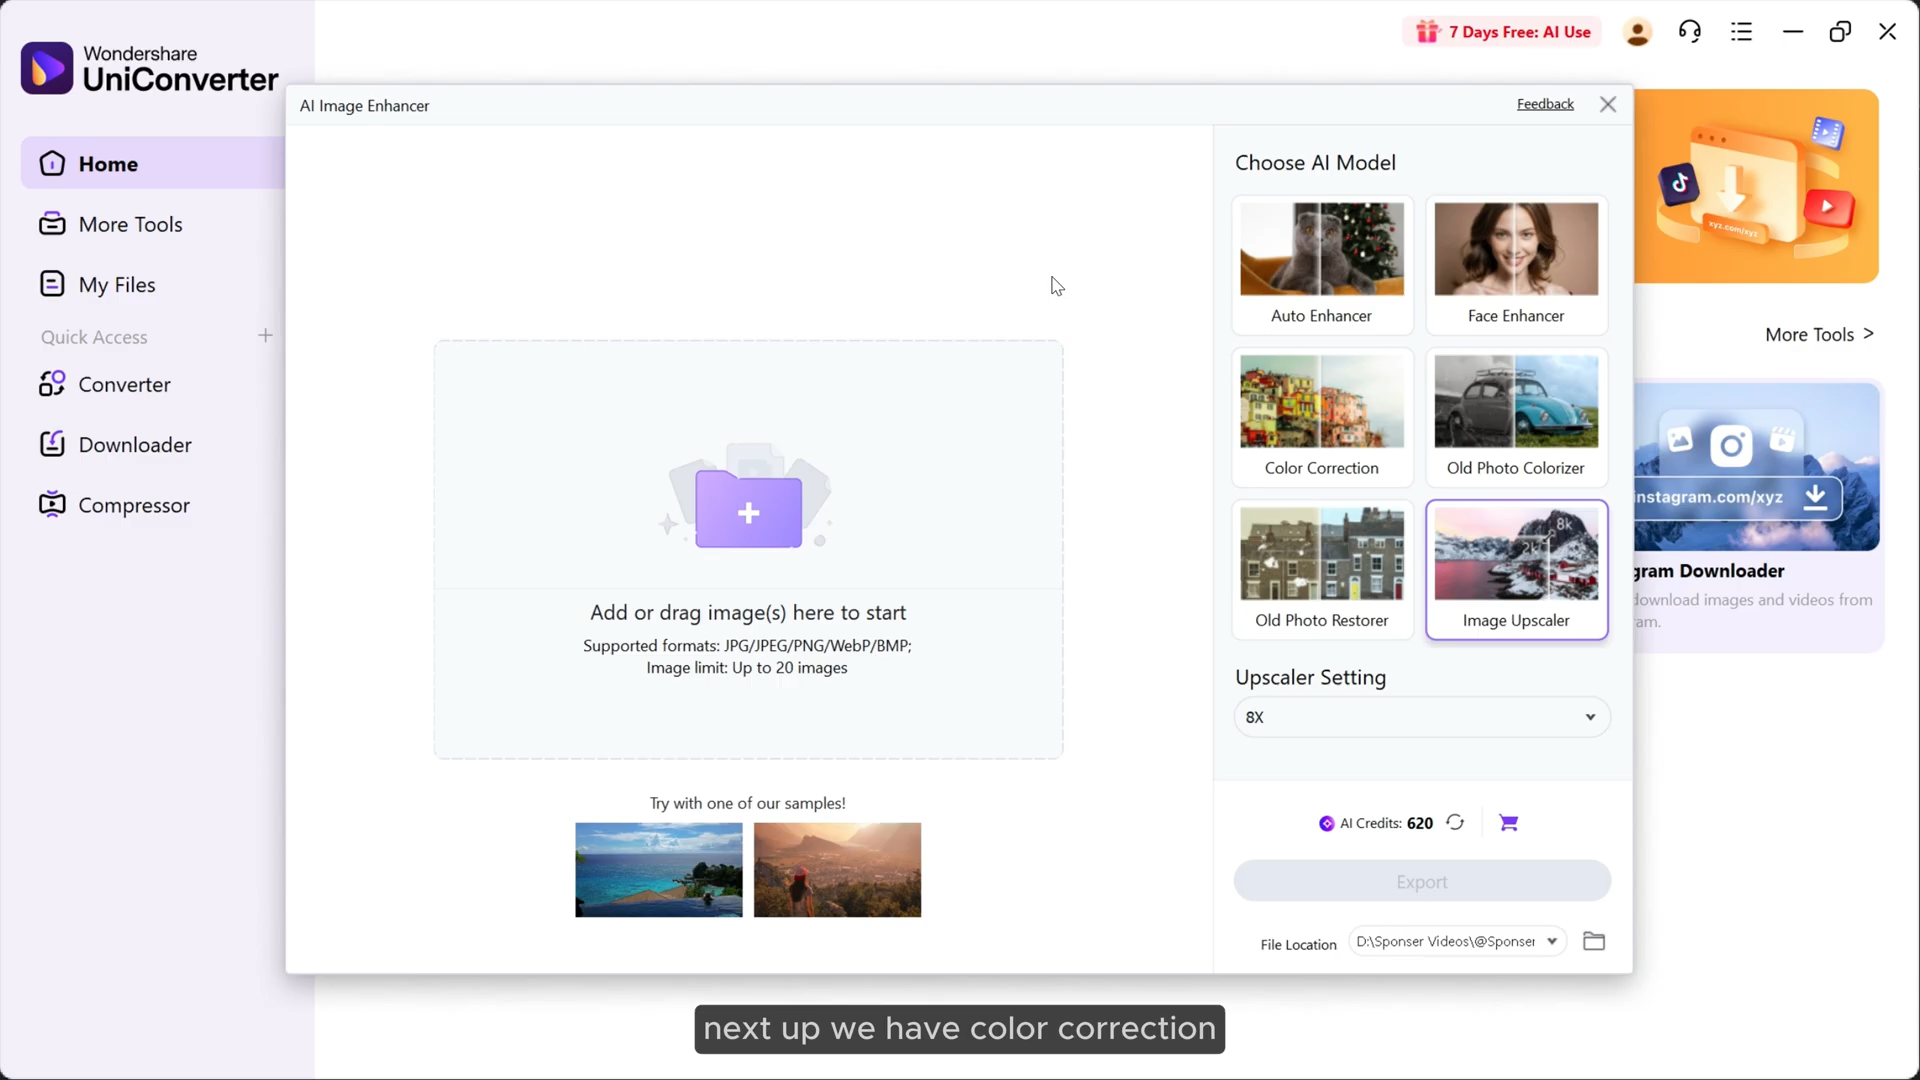 Wondershare
UniConverter
7 Days Free: AI Use
Home
More Tools
My Files
Quick Access
Converter
Downloader
Compressor
AI Image Enhancer
Feedback
Add or drag image(s) here to start
Supported formats: JPG/JPEG/PNG/WebP/BMP;
Image limit: Up to 20 images
Try with one of our samples!
Choose AI Model
Auto Enhancer
Face Enhancer
Color Correction
Old Photo Colorizer
8k
2k
Old Photo Restorer
Image Upscaler
Upscaler Setting
8X
AI Credits: 620
Export
File Location
D:\Sponser Videos\@Sponser
xyz.com/xyz
More Tools >
instagram.com/xyz
gram Downloader
download images and videos from
ram.
next up we have color correction